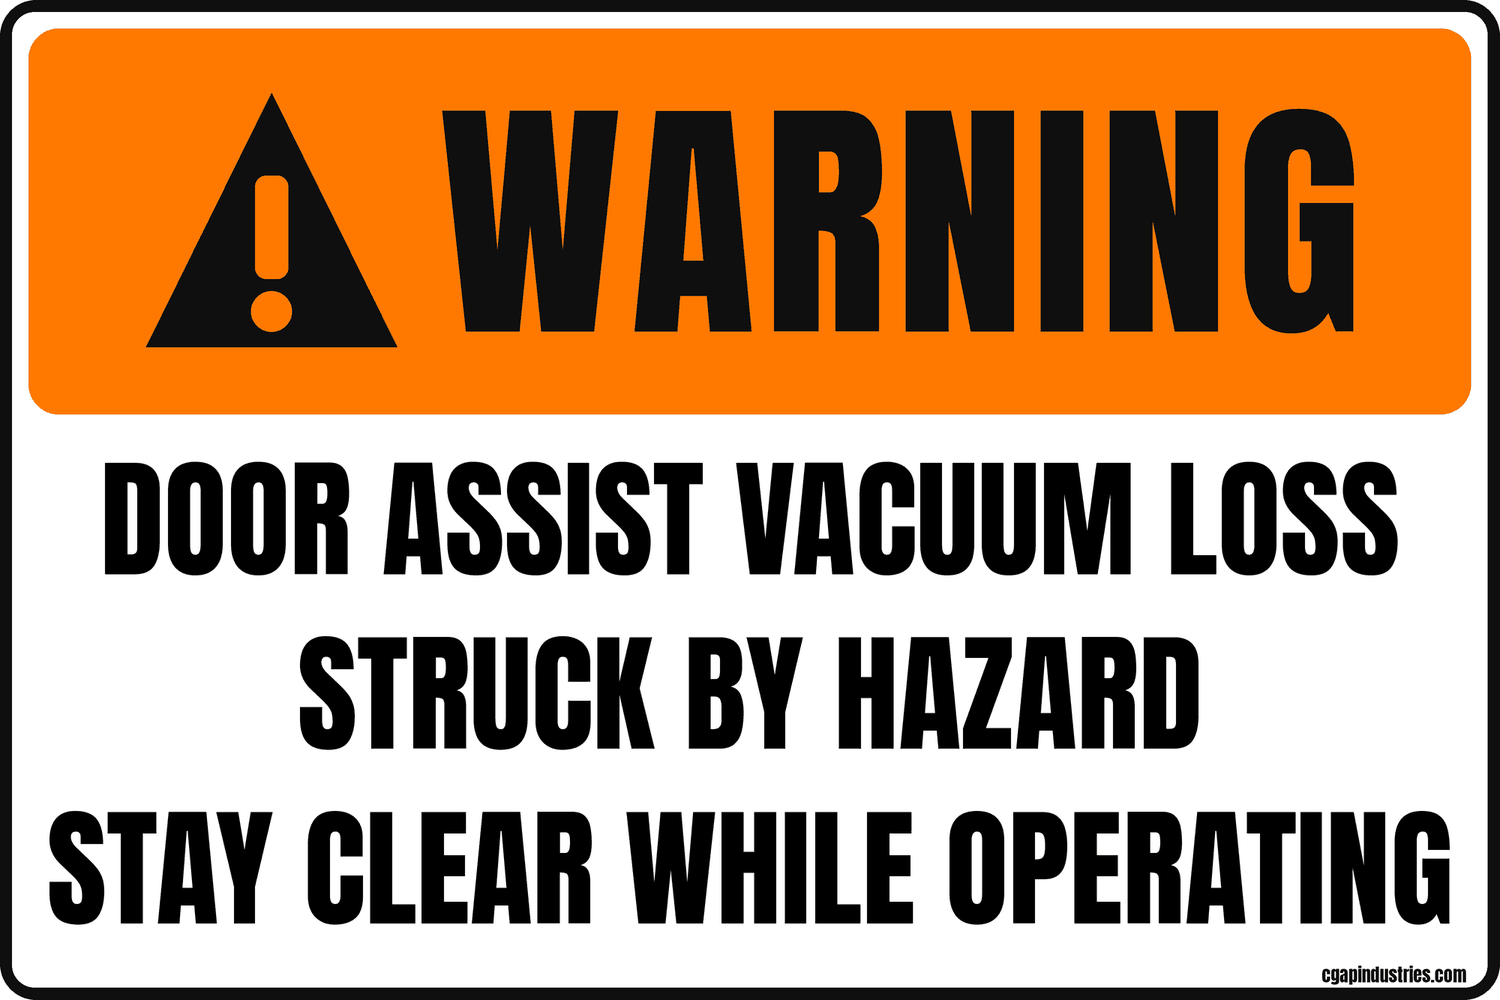 WARNING
DOOR ASSIST VACUUM LOSS
STRUCK BY HAZARD
STAY CLEAR WHILE OPERATING
cgapindustries.com